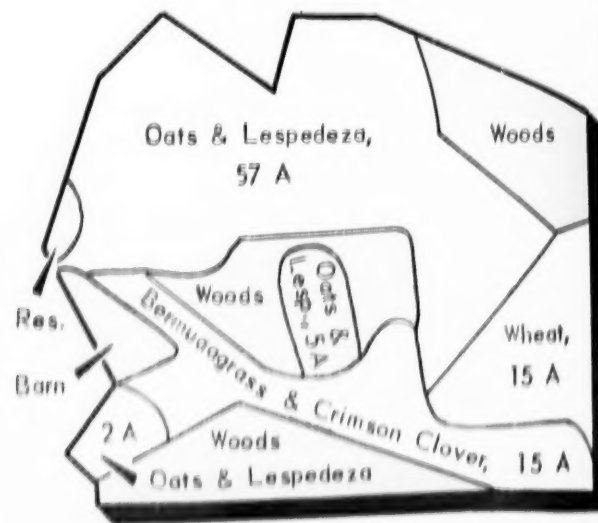 Oats & Lespedeza,
57 A
Woods
Woods
Oats &
Lesp.- 5 A
Res.
Barn
Wheat,
15 A
Bermudagrass & Crimson Clover, 15 A
2 A
Woods
Oats & Lespedeza